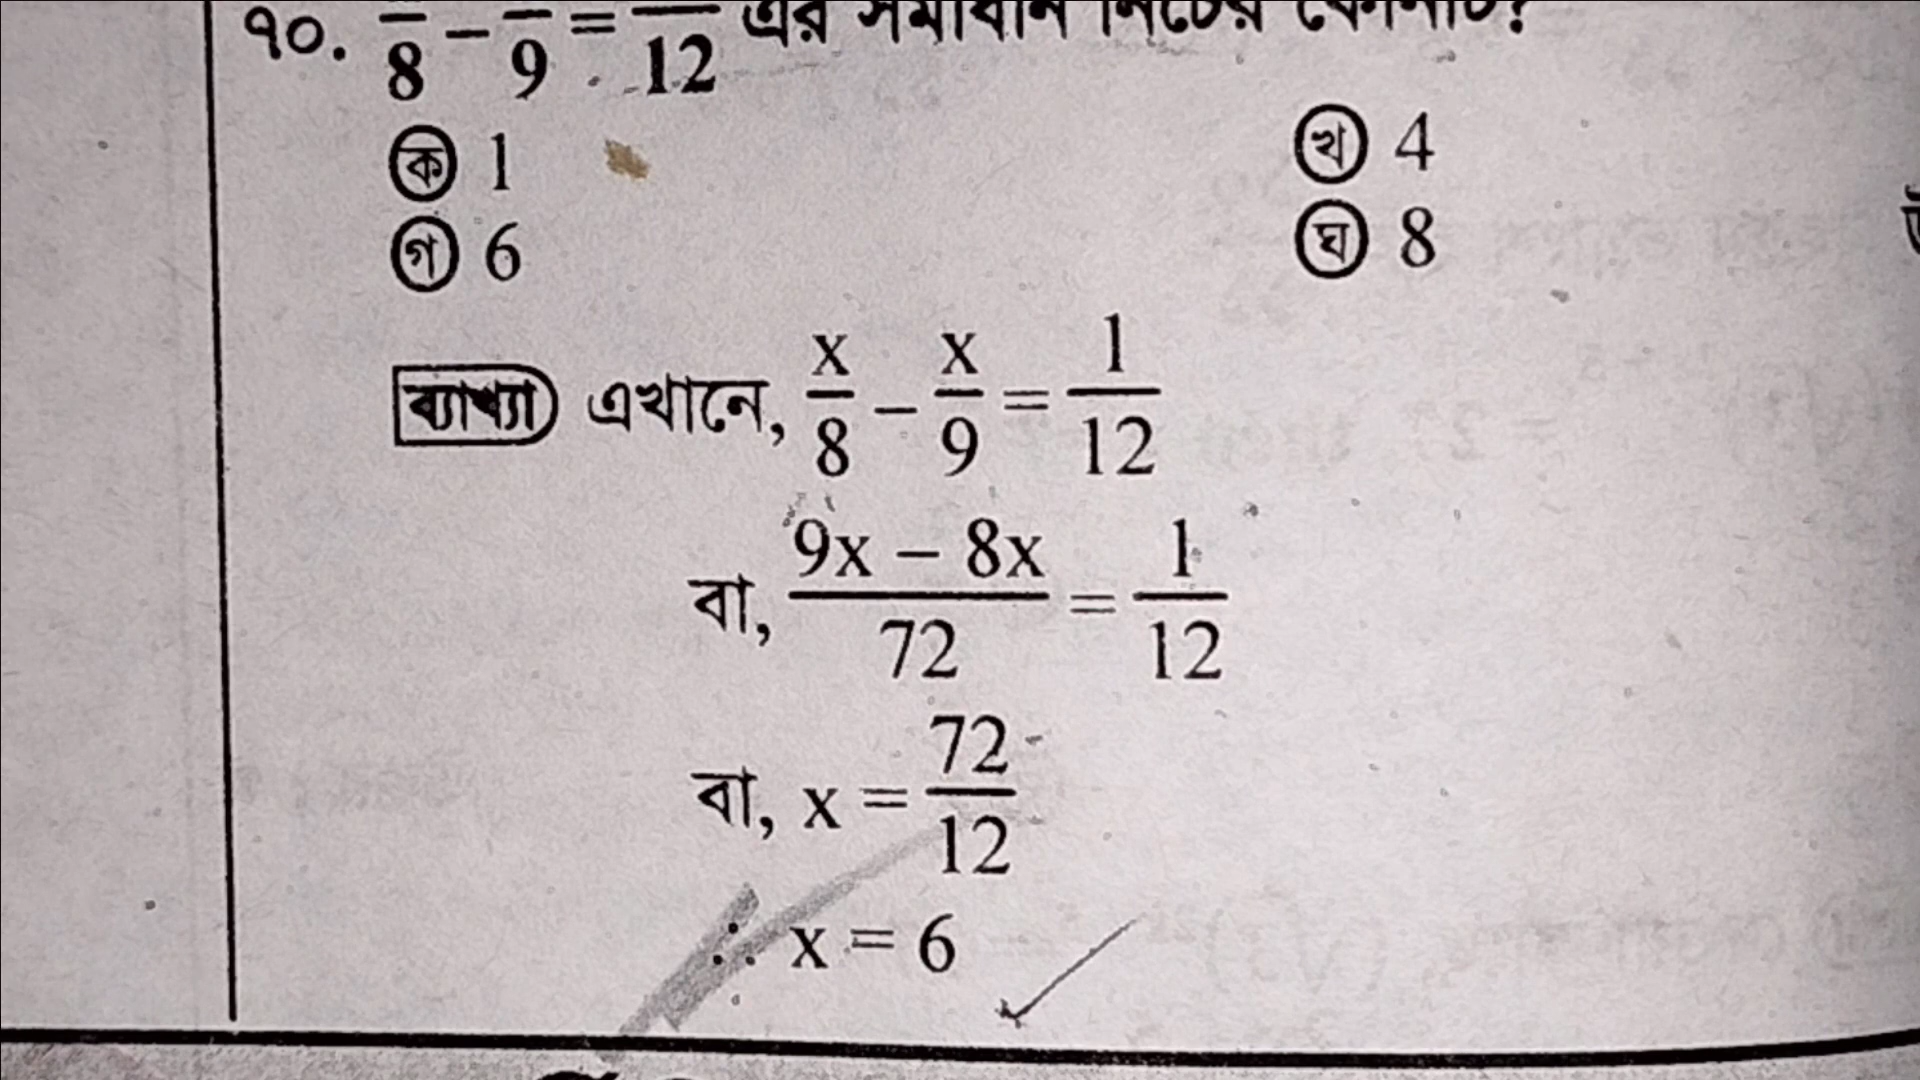 ৭০. 8 – 9 = 12 এর সমাধান নিচের কোনটি?
ক 1 খ 4
গ 6 ঘ 8
ব্যাখ্যা এখানে, x/8 – x/9 = 1/12
বা, (9x – 8x)/72 = 1/12
বা, x = 72/12
∴ x = 6